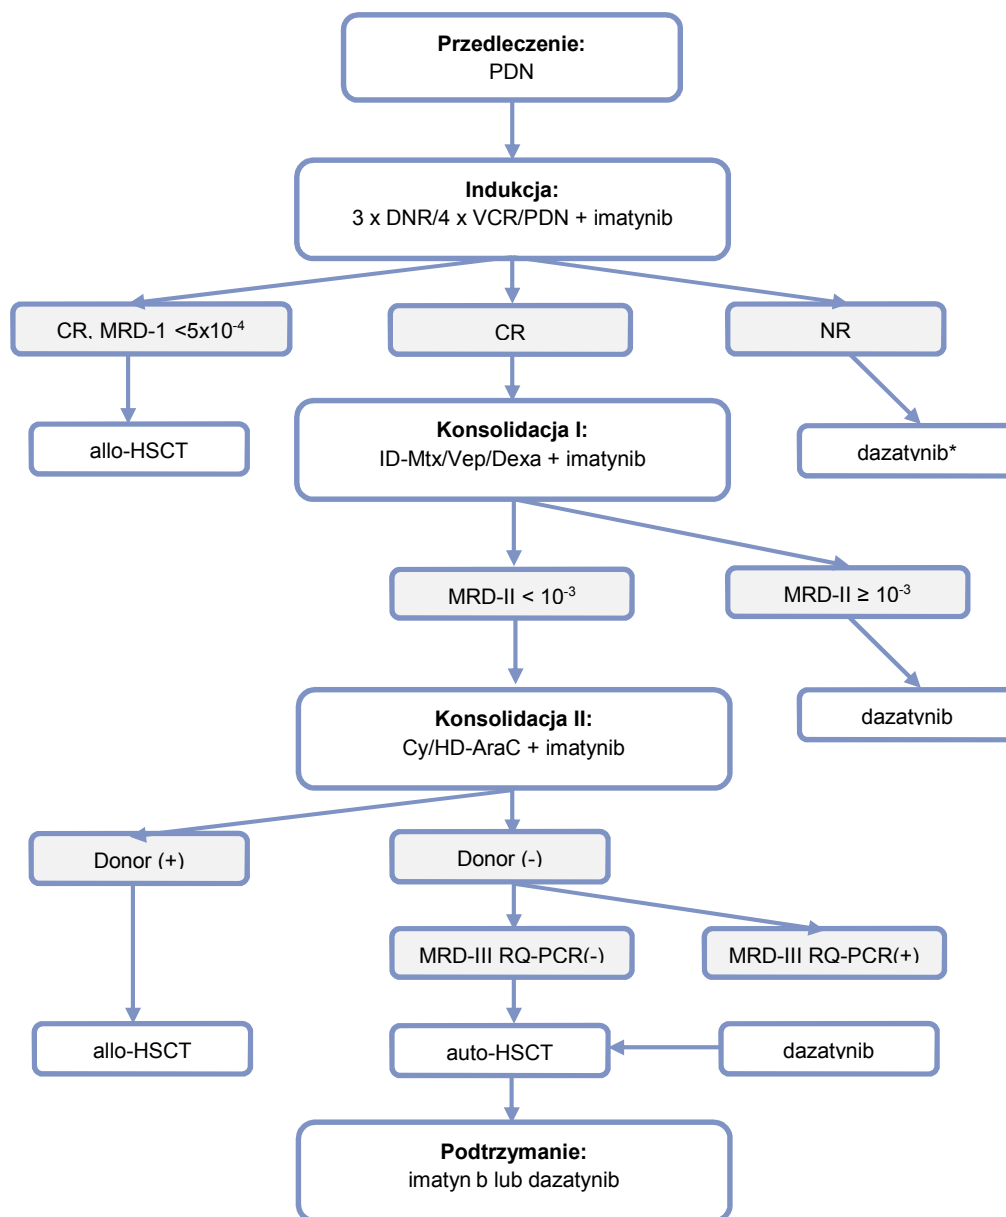 Przedleczenie:
PDN
Indukcja:
3 x DNR/4 x VCR/PDN + imatynib
CR, MRD-1 <5x10⁻⁴
CR
NR
allo-HSCT
Konsolidacja I:
ID-Mtx/Vep/Dexa + imatynib
dazatynib*
MRD-II < 10⁻³
MRD-II ≥ 10⁻³
Konsolidacja II:
Cy/HD-AraC + imatynib
dazatynib
Donor (+)
Donor (-)
MRD-III RQ-PCR(-)
MRD-III RQ-PCR(+)
allo-HSCT
auto-HSCT
dazatynib
Podtrzymanie:
imatyn b lub dazatynib